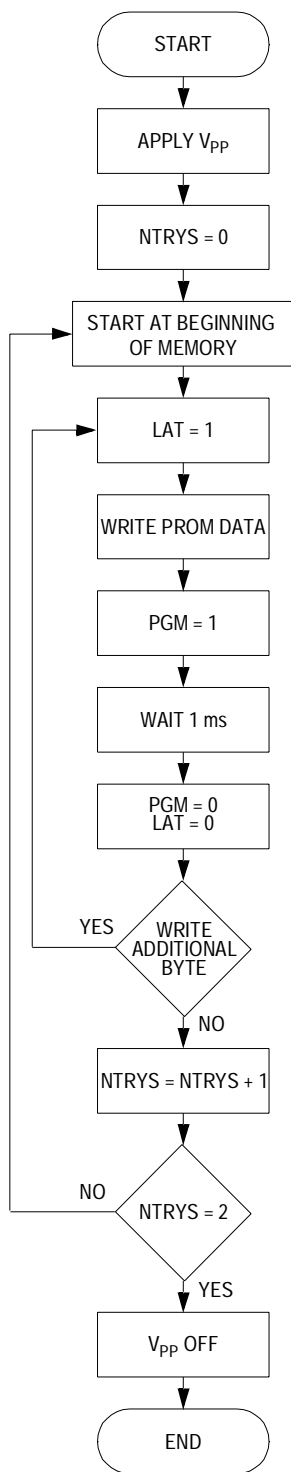 START
APPLY VPP
NTRYS = 0
START AT BEGINNING
OF MEMORY
LAT = 1
WRITE PROM DATA
PGM = 1
WAIT 1 ms
PGM = 0
LAT = 0
YES
WRITE
ADDITIONAL
BYTE
NO
NTRYS = NTRYS + 1
NO
NTRYS = 2
YES
VPP OFF
END